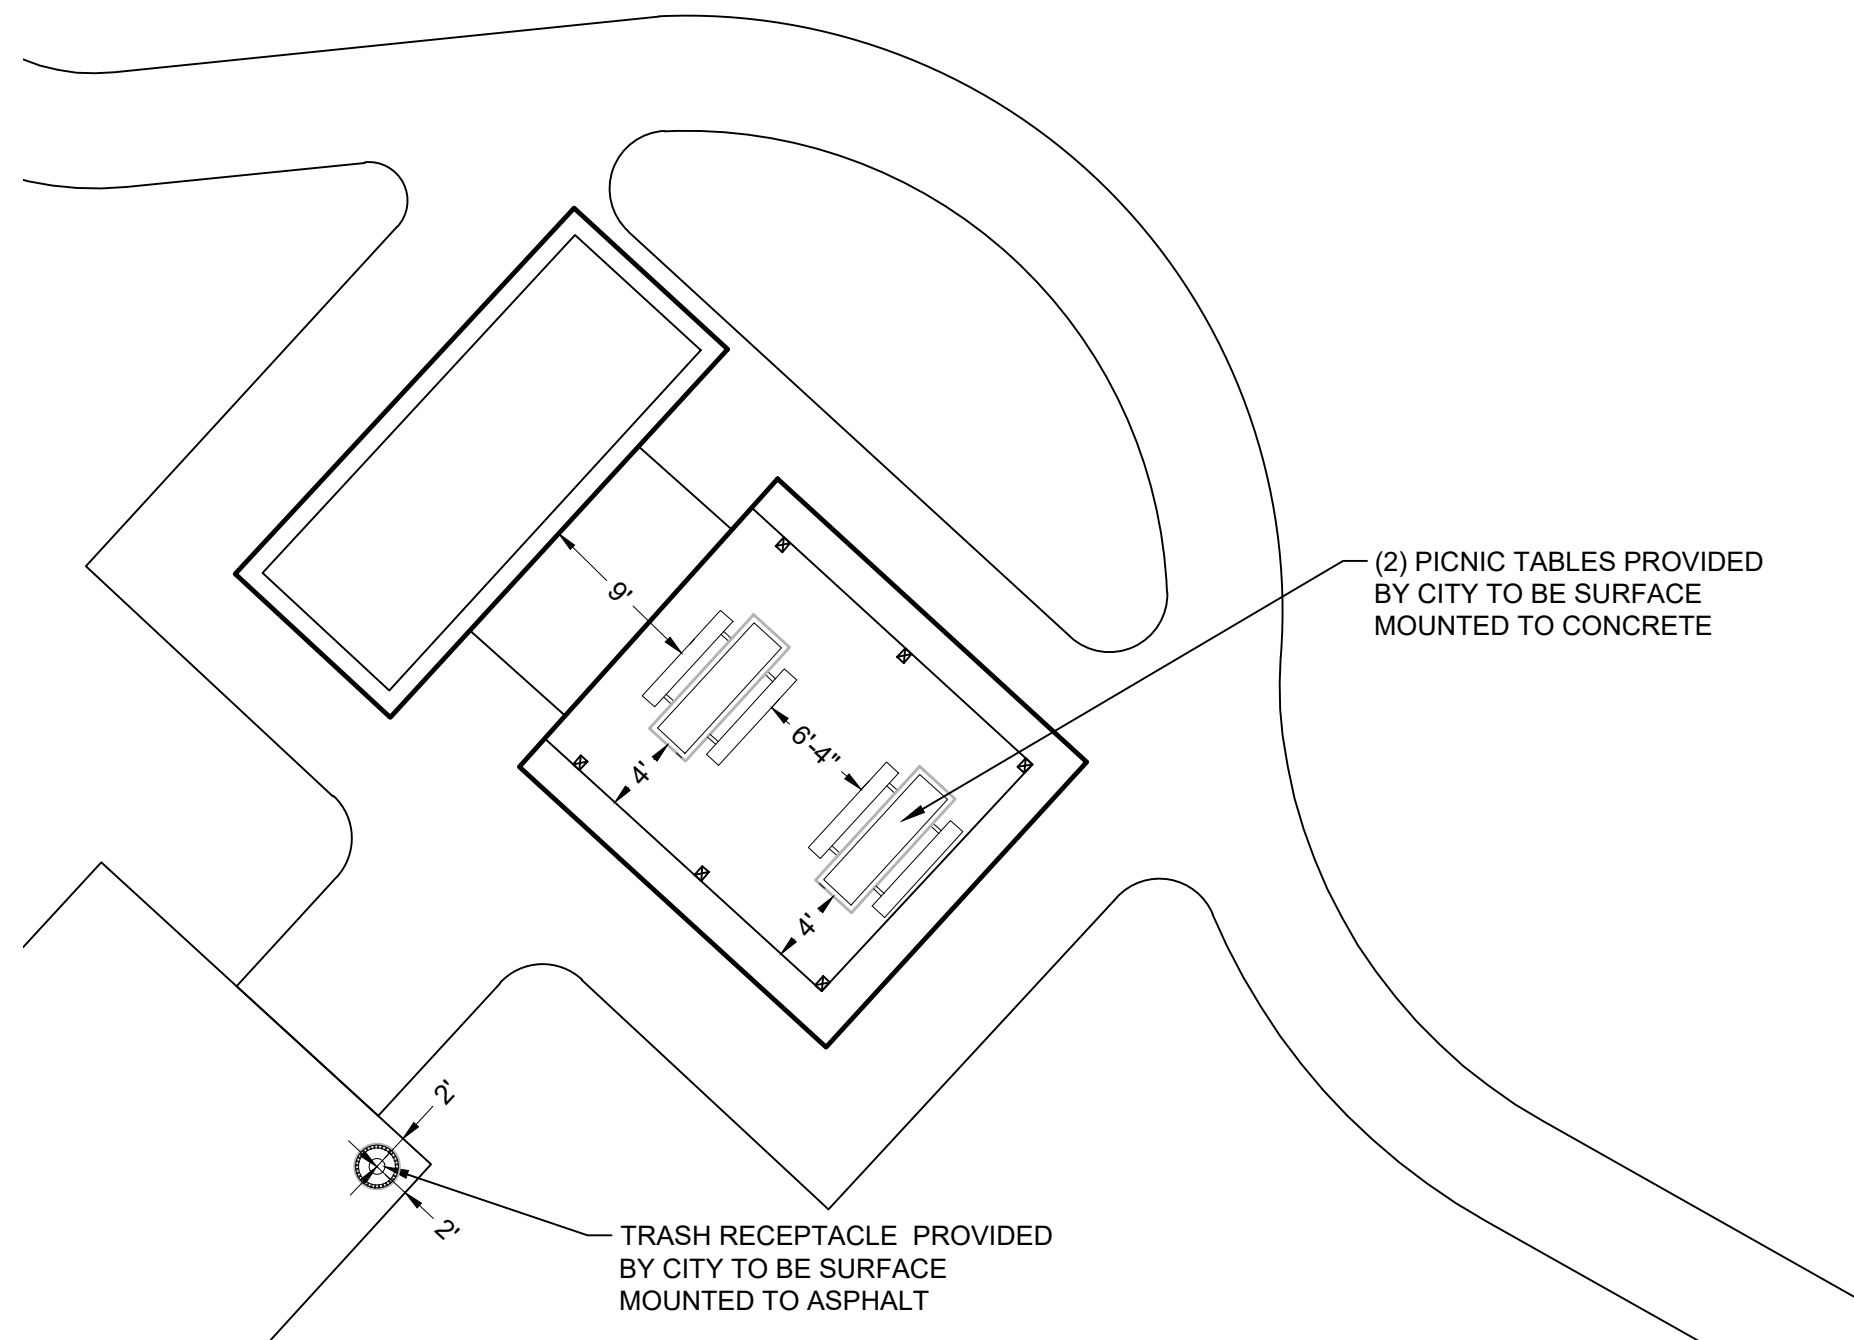 9'
(2) PICNIC TABLES PROVIDED
BY CITY TO BE SURFACE
MOUNTED TO CONCRETE
6'-4"
4'
4'
2'
2'
TRASH RECEPTACLE  PROVIDED
BY CITY TO BE SURFACE
MOUNTED TO ASPHALT